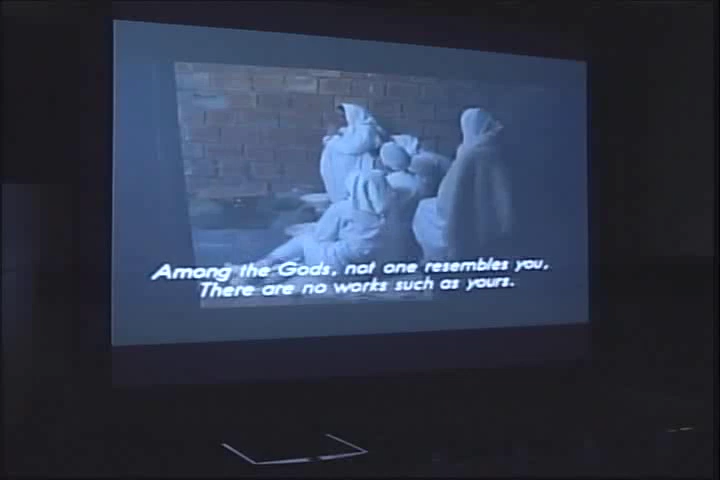 Among the Gods, not one resembles you,
There are no works such as yours.